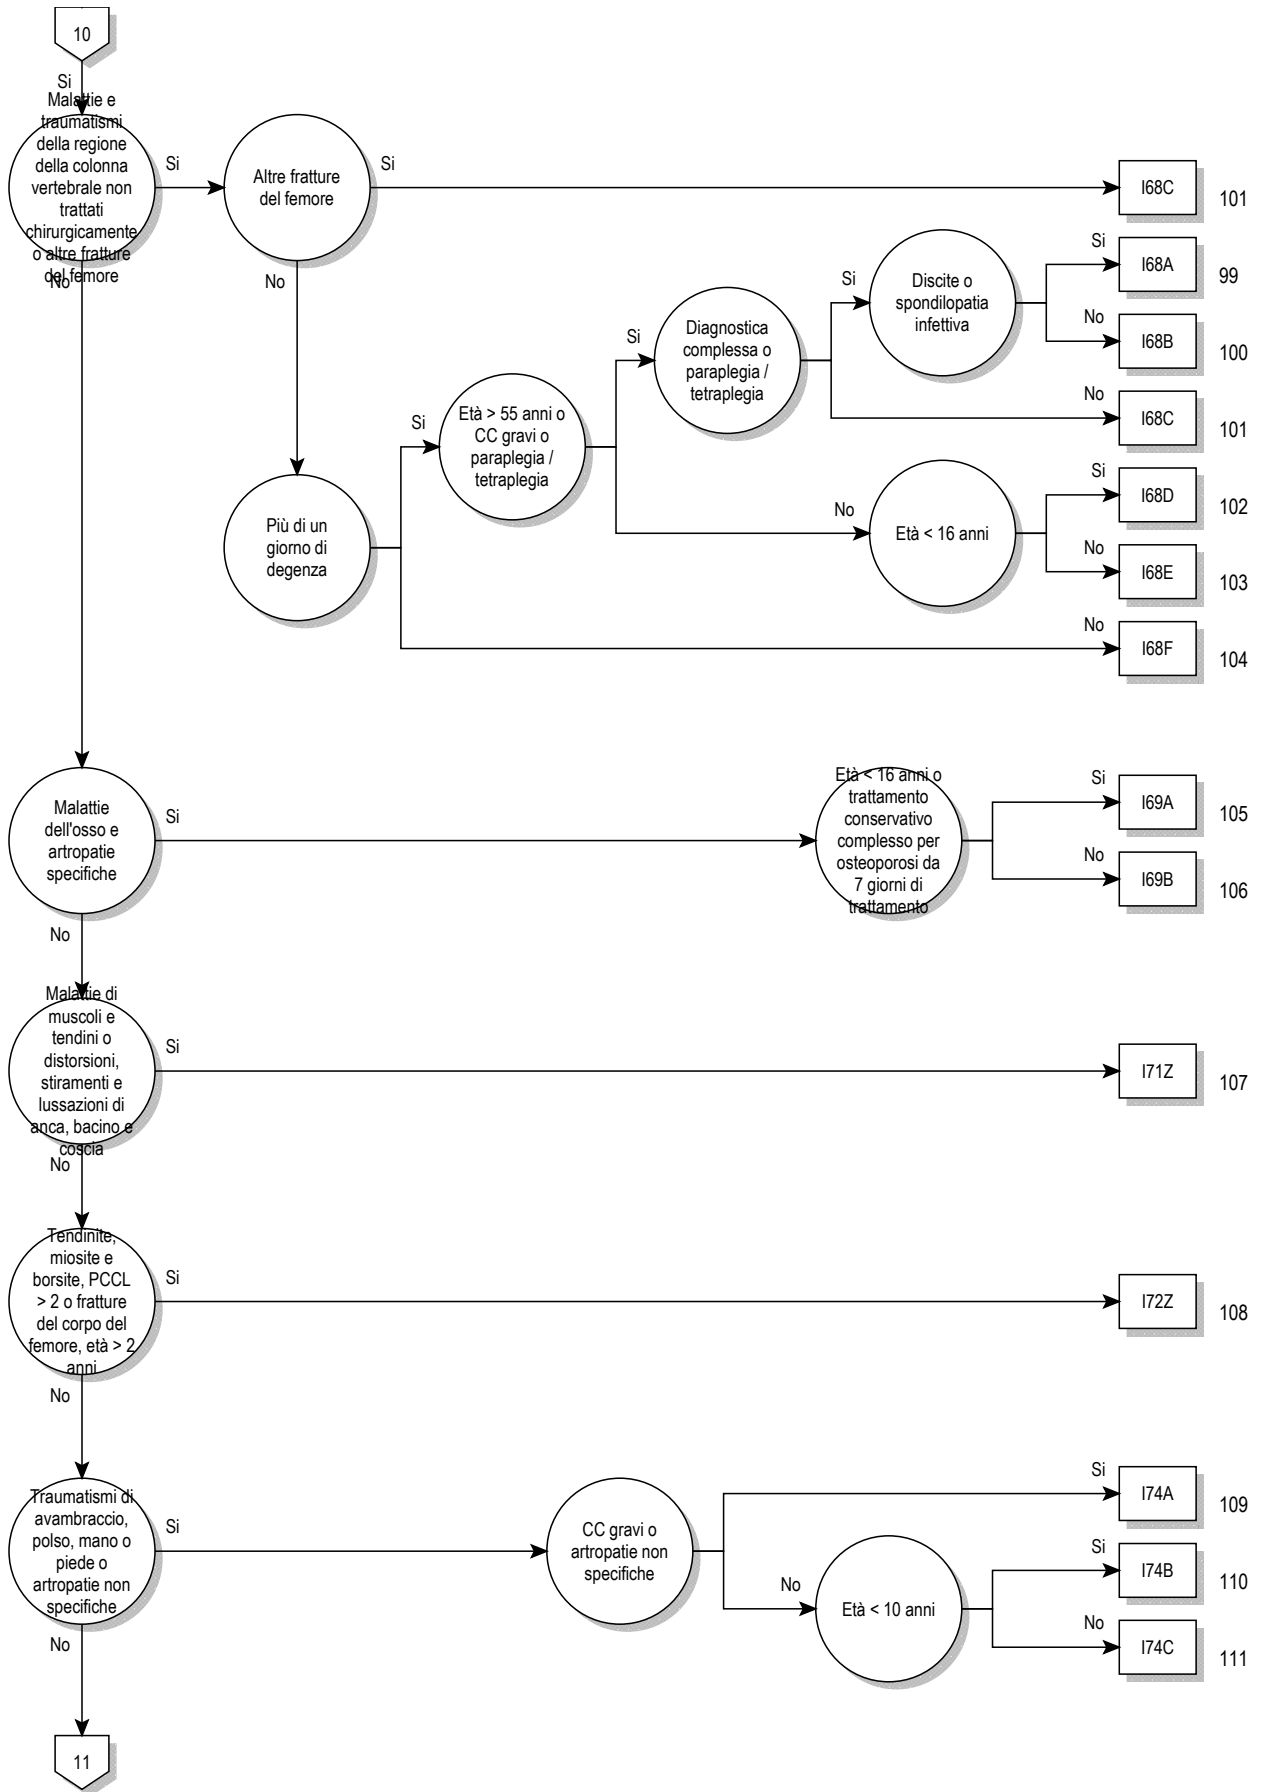 10
Si
Malattie e
traumatismi
della regione
della colonna
vertebrale non
trattati
chirurgicamente
o altre fratture
del femore
Si
No
Altre fratture
del femore
Si
No
I68C
101
Più di un
giorno di
degenza
Si
Età > 55 anni o
CC gravi o
paraplegia /
tetraplegia
Si
Diagnostica
complessa o
paraplegia /
tetraplegia
Si
Discite o
spondilopatia
infettiva
Si
I68A
99
No
I68B
100
No
I68C
101
No
Età < 16 anni
Si
I68D
102
No
I68E
103
No
I68F
104
Malattie
dell'osso e
artropatie
specifiche
Si
No
Età < 16 anni o
trattamento
conservativo
complesso per
osteoporosi da
7 giorni di
trattamento
Si
I69A
105
No
I69B
106
Malattie di
muscoli e
tendini o
distorsioni,
stiramenti e
lussazioni di
anca, bacino e
coscia
Si
No
I71Z
107
Tendinite,
miosite e
borsite, PCCL
> 2 o fratture
del corpo del
femore, età > 2
anni
Si
No
I72Z
108
Traumatismi di
avambraccio,
polso, mano o
piede o
artropatie non
specifiche
Si
No
CC gravi o
artropatie non
specifiche
Si
I74A
109
No
Età < 10 anni
Si
I74B
110
No
I74C
111
11